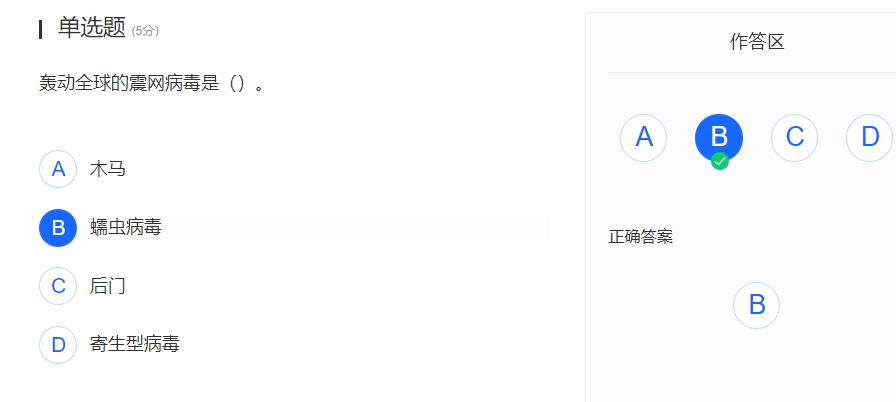 单选题 (5分)
轰动全球的震网病毒是（）。
A 木马
B 蠕虫病毒
C 后门
D 寄生型病毒
作答区
A B C D
正确答案
B